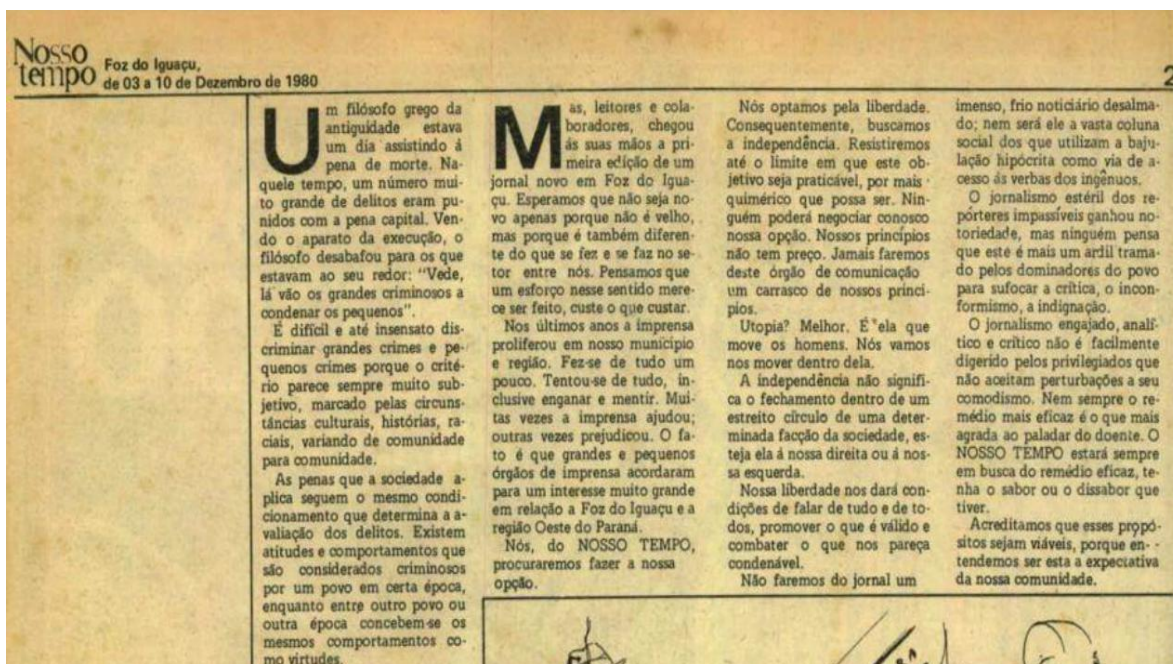 Nosso
tempo
Foz do Iguaçu,
de 03 a 10 de Dezembro de 1980
2
Um filósofo grego da
antiguidade estava
um dia assistindo á
pena de morte. Na-
quele tempo, um número mui-
to grande de delitos eram pu-
nidos com a pena capital. Ven-
do o aparato da execução, o
filósofo desabafou para os que
estavam ao seu redor: “Vede,
lá vão os grandes criminosos a
condenar os pequenos”.
É difícil e até insensato dis-
criminar grandes crimes e pe-
quenos crimes porque o crité-
rio parece sempre muito sub-
jetivo, marcado pelas circuns-
táncias culturais, histórias, ra-
ciais, variando de comunidade
para comunidade.
As penas que a sociedade a-
plica seguem o mesmo condi-
cionamento que determina a a-
valiação dos delitos. Existem
atitudes e comportamentos que
são considerados criminosos
por um povo em certa época,
enquanto entre outro povo ou
outra época concebem-se os
mesmos comportamentos co-
mo virtudes.
Mas, leitores e cola-
boradores, chegou
ás suas mãos a pri-
meira edição de um
jornal novo em Foz do Igua-
çu. Esperamos que não seja no-
vo apenas porque não é velho,
mas porque é também diferen-
te do que se fez e se faz no se-
tor entre nós. Pensamos que
um esforço nesse sentido mere-
ce ser feito, custe o que custar.
Nos últimos anos a imprensa
proliferou em nosso município
e região. Fez-se de tudo um
pouco. Tentou-se de tudo, in-
clusive enganar e mentir. Mui-
tas vezes a imprensa ajudou;
outras vezes prejudicou. O fa-
to é que grandes e pequenos
órgãos de imprensa acordaram
para um interesse muito grande
em relação a Foz do Iguaçu e a
região Oeste do Paraná.
Nós, do NOSSO TEMPO,
procuraremos fazer a nossa
opção.
Nós optamos pela liberdade.
Consequentemente, buscamos
a independência. Resistiremos
até o limite em que este ob-
jetivo seja praticável, por mais
quimérico que possa ser. Nin-
guém poderá negociar conosco
nossa opção. Nossos princípios
não tem preço. Jamais faremos
deste órgão de comunicação
um carrasco de nossos princí-
pios.
Utopia? Melhor. É ela que
move os homens. Nós vamos
nos mover dentro dela.
A independência não signifi-
ca o fechamento dentro de um
estreito círculo de uma deter-
minada facção da sociedade, es-
teja ela á nossa direita ou á nos-
sa esquerda.
Nossa liberdade nos dará con-
dições de falar de tudo e de to-
dos, promover o que é válido e
combater o que nos pareça
condenável.
Não faremos do jornal um
imenso, frio noticiário desalma-
do; nem será ele a vasta coluna
social dos que utilizam a baju-
lação hipócrita como via de a-
cesso ás verbas dos ingênuos.
O jornalismo estéril dos re-
pórteres impassíveis ganhou no-
toriedade, mas ninguém pensa
que este é mais um ardil trama-
do pelos dominadores do povo
para sufocar a crítica, o incon-
formismo, a indignação.
O jornalismo engajado, analí-
tico e crítico não é facilmente
digerido pelos privilegiados que
não aceitam perturbações a seu
comodismo. Nem sempre o re-
médio mais eficaz é o que mais
agrada ao paladar do doente. O
NOSSO TEMPO estará sempre
em busca do remédio eficaz, te-
nha o sabor ou o dissabor que
tiver.
Acreditamos que esses propó-
sitos sejam viáveis, porque en-
tendemos ser esta a expectativa
da nossa comunidade.